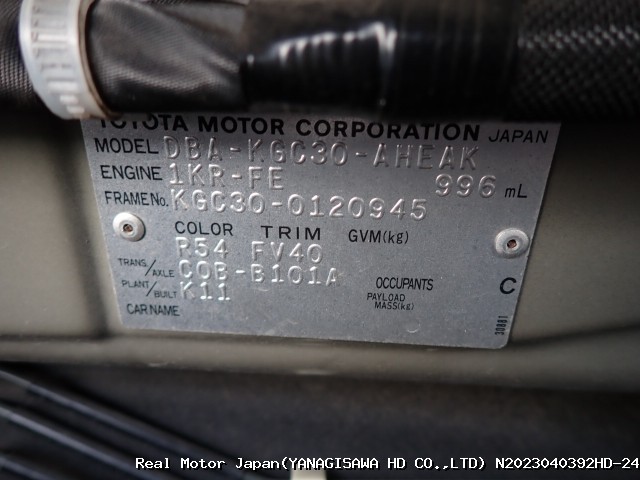 TOYOTA MOTOR CORPORATION JAPAN
MODEL DBA-KGC30-AHEAK
ENGINE 1KR-FE 996 mL
FRAME No. KGC30-0120945
COLOR TRIM GVM(kg)
R54 FV40
TRANS./AXLE C0B-B101A OCCUPANTS C
PLANT/BUILT K11 PAYLOAD MASS(kg)
CAR NAME
30881
Real Motor Japan(YANAGISAWA HD CO.,LTD) N2023040392HD-24